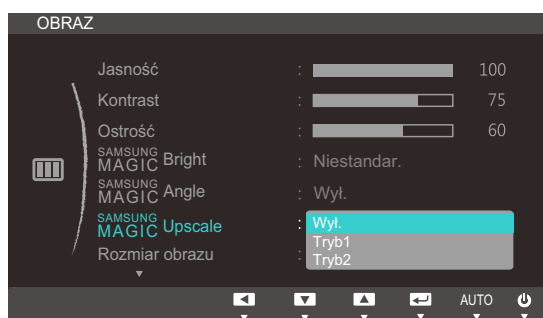 OBRAZ
Jasność : 100
Kontrast : 75
Ostrość : 60
SAMSUNG MAGIC Bright : Niestandar.
SAMSUNG MAGIC Angle : Wył.
SAMSUNG MAGIC Upscale : Wył.
Tryb1
Rozmiar obrazu : Tryb2
AUTO